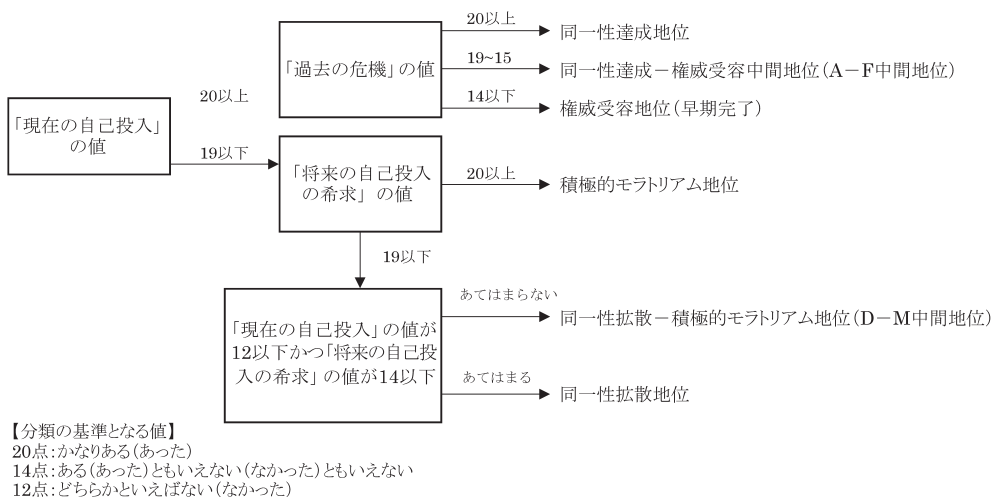 20以上
同一性達成地位
「過去の危機」の値
19~15
同一性達成−権威受容中間地位(A−F中間地位)
20以上
14以下
権威受容地位(早期完了)
「現在の自己投入」
の値
19以下
「将来の自己投入
の希求」の値
20以上
積極的モラトリアム地位
19以下
あてはまらない
同一性拡散−積極的モラトリアム地位(D−M中間地位)
「現在の自己投入」の値が
12以下かつ「将来の自己投
入の希求」の値が14以下
あてはまる
同一性拡散地位
【分類の基準となる値】
20点:かなりある(あった)
14点:ある(あった)ともいえない(なかった)ともいえない
12点:どちらかといえばない(なかった)